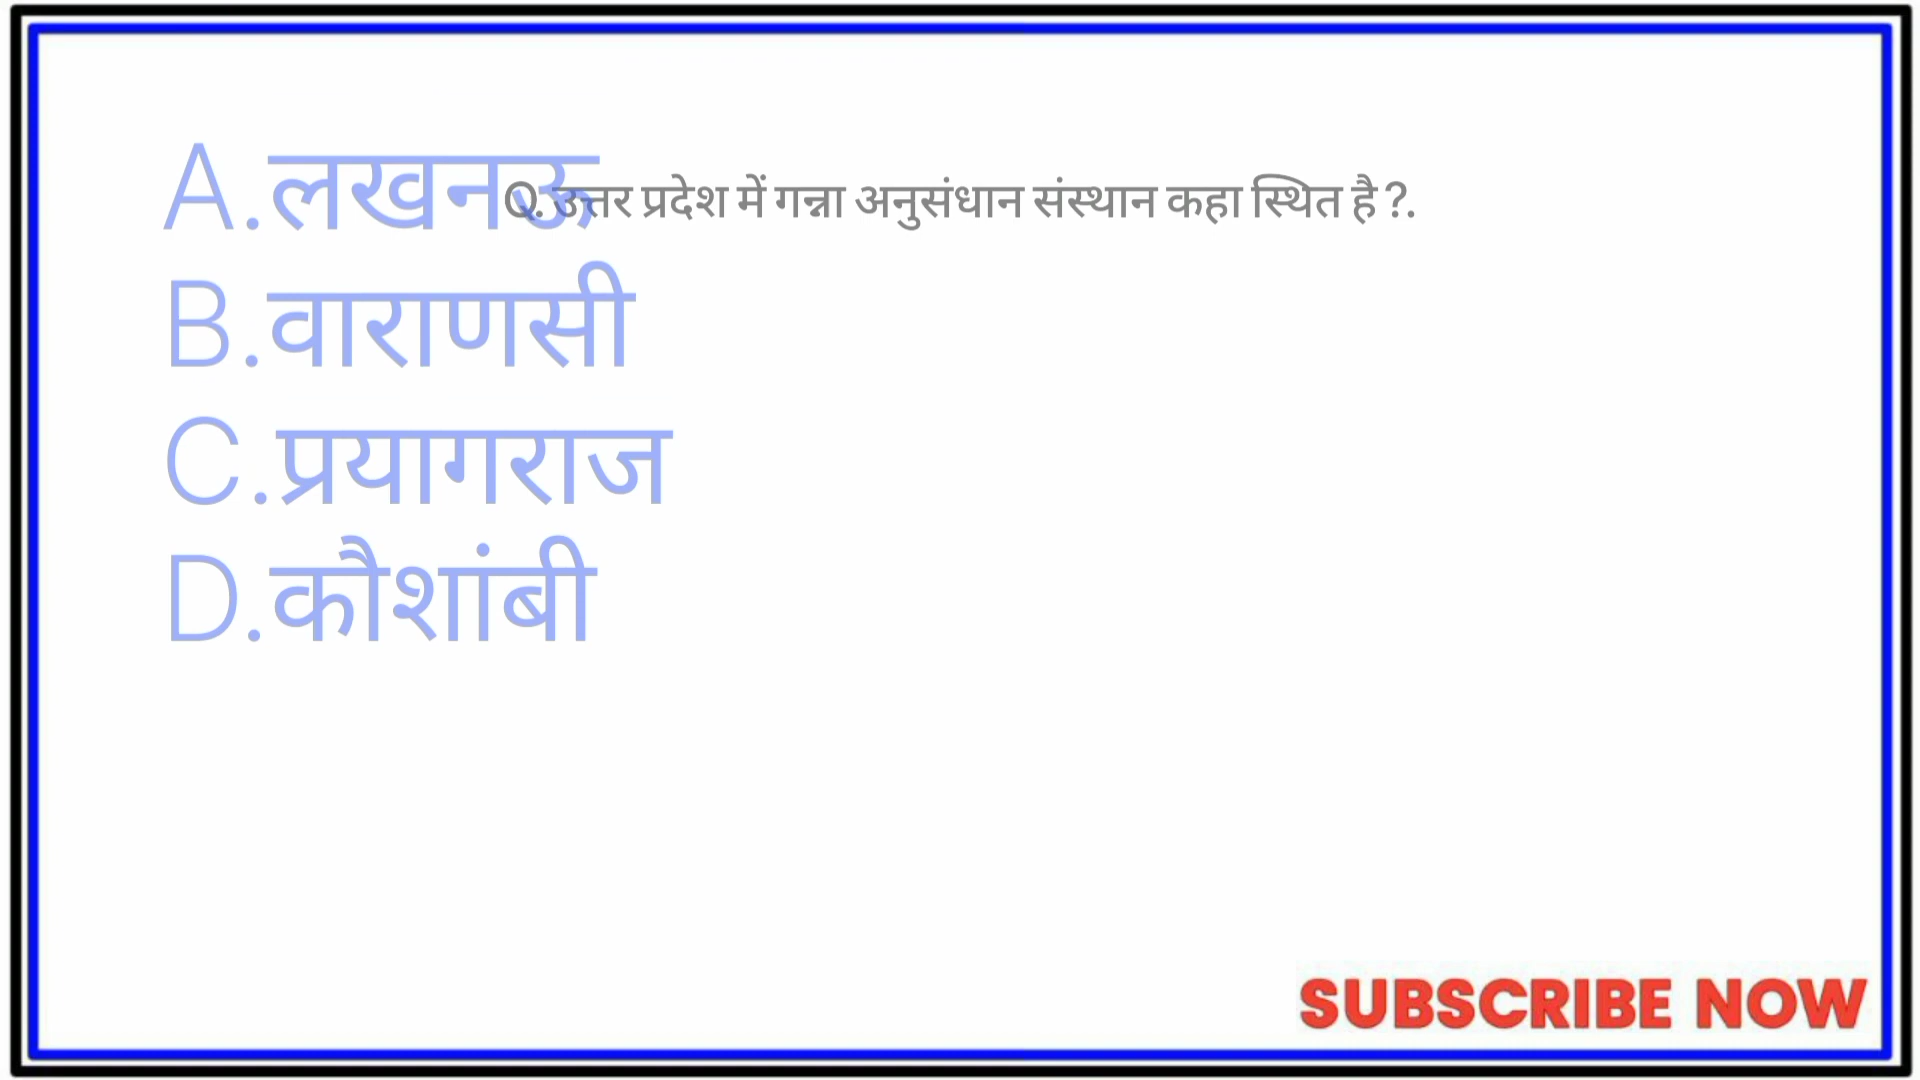 Q. उत्तर प्रदेश में गन्ना अनुसंधान संस्थान कहा स्थित है ?.
A.लखनऊ
B.वाराणसी
C.प्रयागराज
D.कौशांबी
SUBSCRIBE NOW